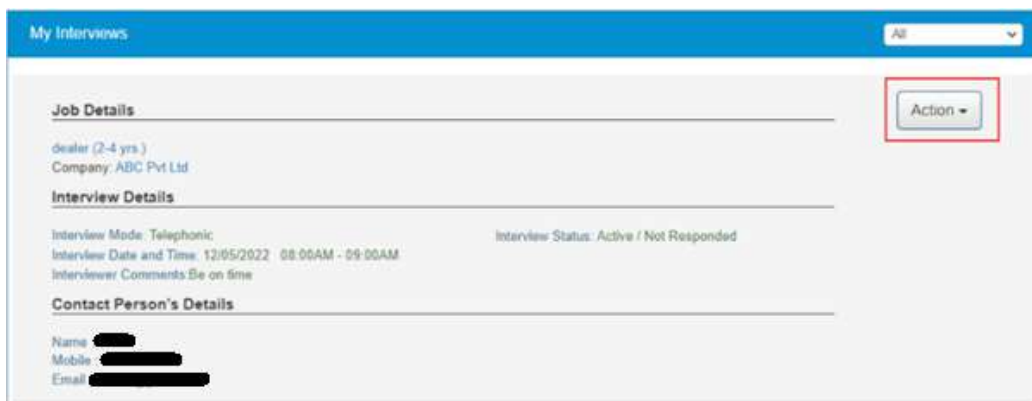 My Interviews
All
Action
Job Details
dealer (2-4 yrs.)
Company: ABC Pvt Ltd
Interview Details
Interview Mode: Telephonic
Interview Status: Active / Not Responded
Interview Date and Time: 12/05/2022 08:00AM - 09:00AM
Interviewer Comments:Be on time
Contact Person's Details
Name
Mobile
Email